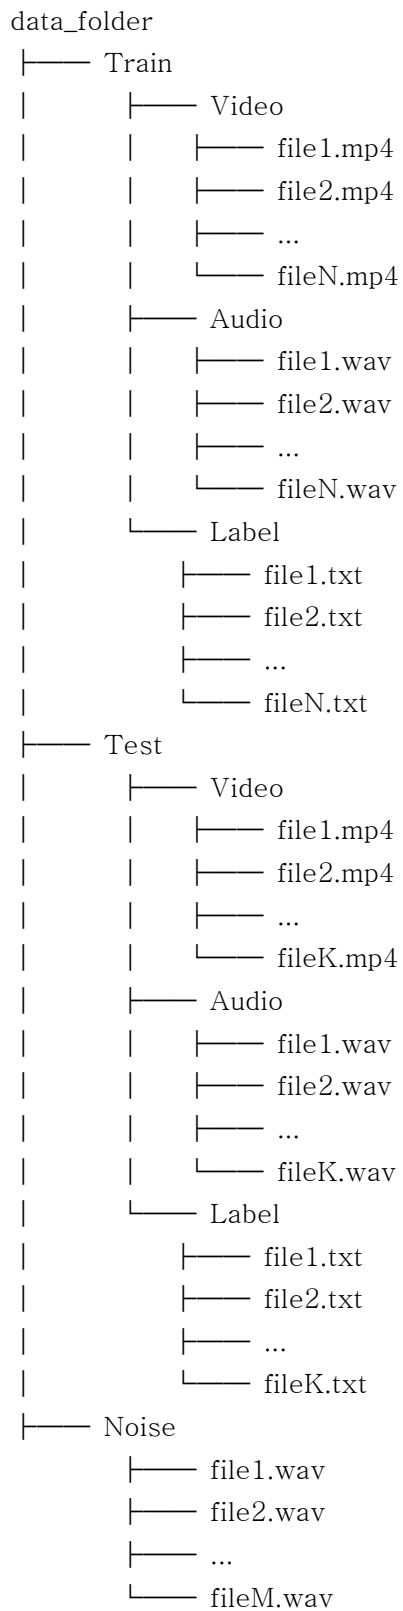 data_folder
├── Train
│ ├── Video
│ │ ├── file1.mp4
│ │ ├── file2.mp4
│ │ ├── ...
│ │ └── fileN.mp4
│ ├── Audio
│ │ ├── file1.wav
│ │ ├── file2.wav
│ │ ├── ...
│ │ └── fileN.wav
│ └── Label
│ ├── file1.txt
│ ├── file2.txt
│ ├── ...
│ └── fileN.txt
├── Test
│ ├── Video
│ │ ├── file1.mp4
│ │ ├── file2.mp4
│ │ ├── ...
│ │ └── fileK.mp4
│ ├── Audio
│ │ ├── file1.wav
│ │ ├── file2.wav
│ │ ├── ...
│ │ └── fileK.wav
│ └── Label
│ ├── file1.txt
│ ├── file2.txt
│ ├── ...
│ └── fileK.txt
├── Noise
├── file1.wav
├── file2.wav
├── ...
└── fileM.wav